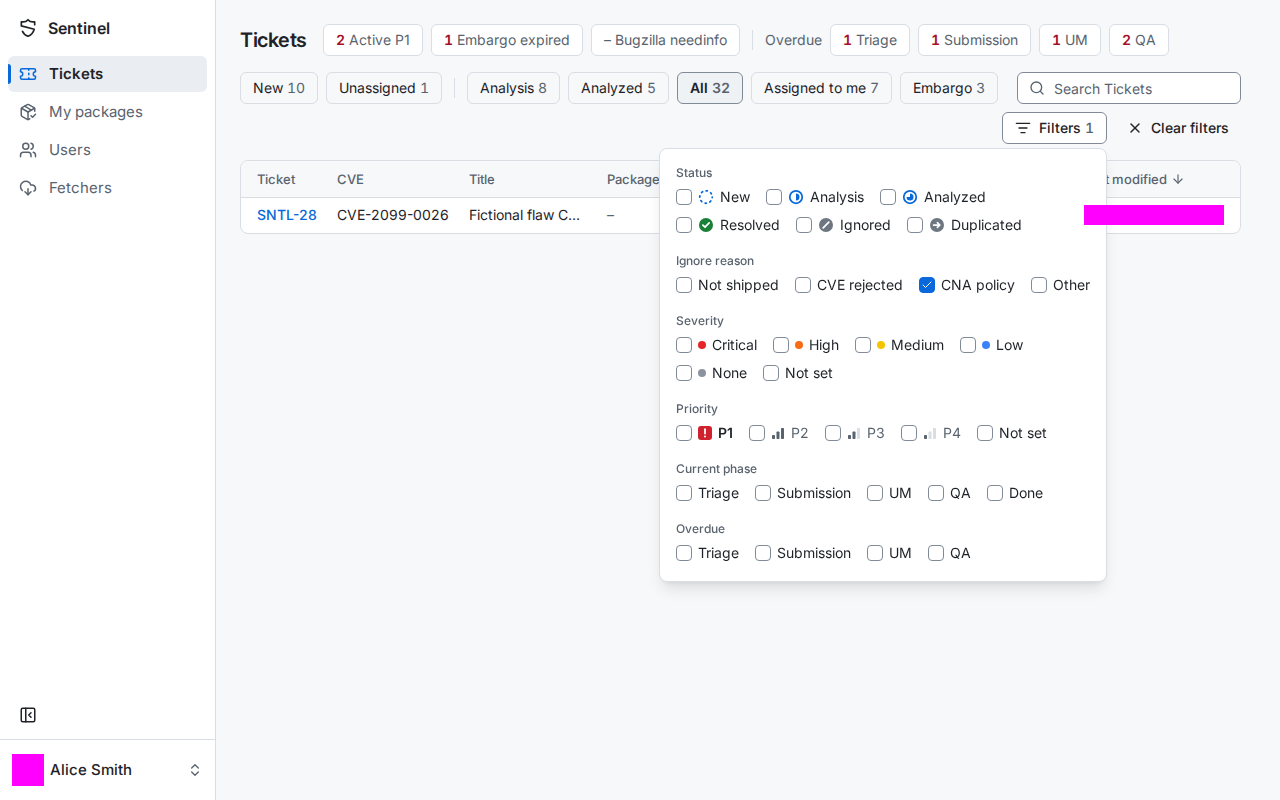 Sentinel
Tickets
My packages
Users
Fetchers
Alice Smith
Tickets
2 Active P1
1 Embargo expired
– Bugzilla needinfo
Overdue
1 Triage
1 Submission
1 UM
2 QA
New 10
Unassigned 1
Analysis 8
Analyzed 5
All 32
Assigned to me 7
Embargo 3
Search Tickets
Filters 1
Clear filters
Ticket CVE Title Package t modified
SNTL-28 CVE-2099-0026 Fictional flaw C... –
Status
New Analysis Analyzed
Resolved Ignored Duplicated
Ignore reason
Not shipped CVE rejected CNA policy Other
Severity
Critical High Medium Low
None Not set
Priority
P1 P2 P3 P4 Not set
Current phase
Triage Submission UM QA Done
Overdue
Triage Submission UM QA